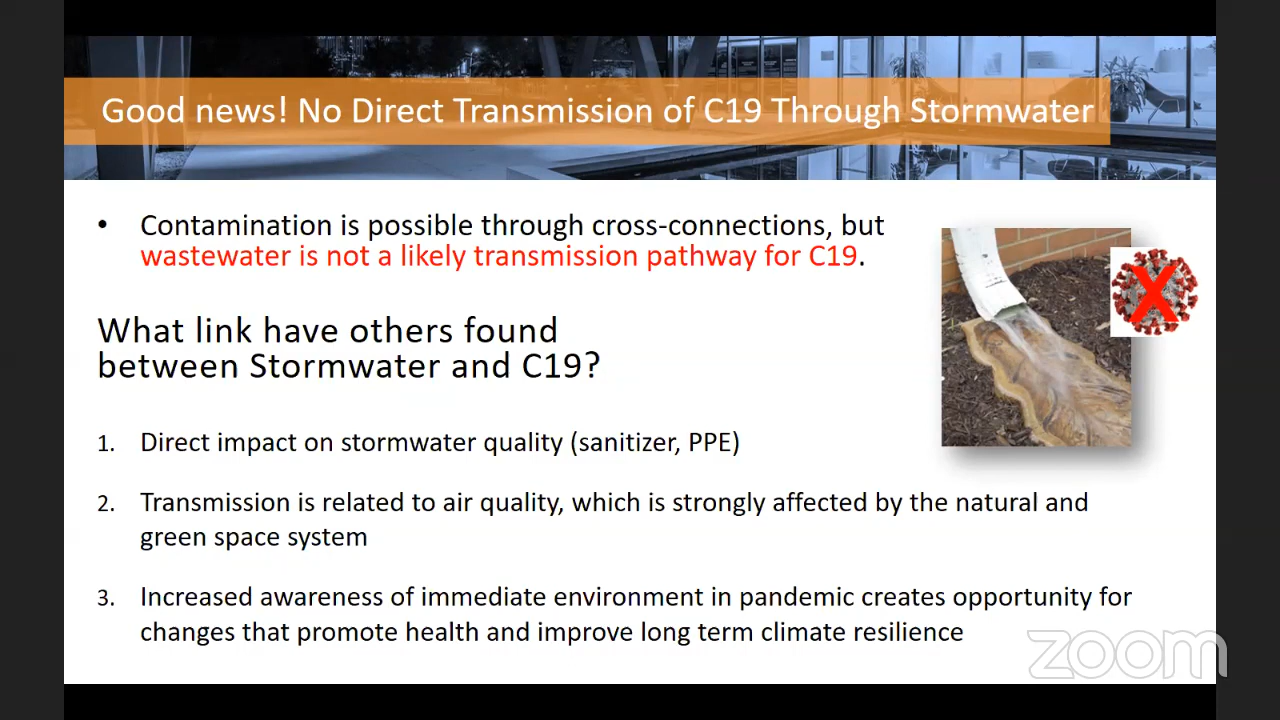 Good news! No Direct Transmission of C19 Through Stormwater
• Contamination is possible through cross-connections, but
wastewater is not a likely transmission pathway for C19.
What link have others found
between Stormwater and C19?
1. Direct impact on stormwater quality (sanitizer, PPE)
2. Transmission is related to air quality, which is strongly affected by the natural and
green space system
3. Increased awareness of immediate environment in pandemic creates opportunity for
changes that promote health and improve long term climate resilience
zoom